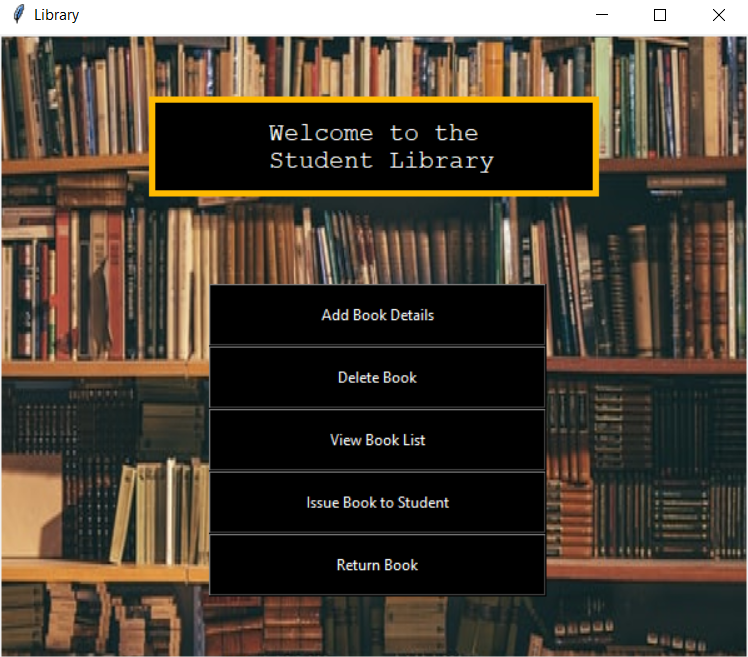 Library
Welcome to the
Student Library
Add Book Details
Delete Book
View Book List
Issue Book to Student
Return Book